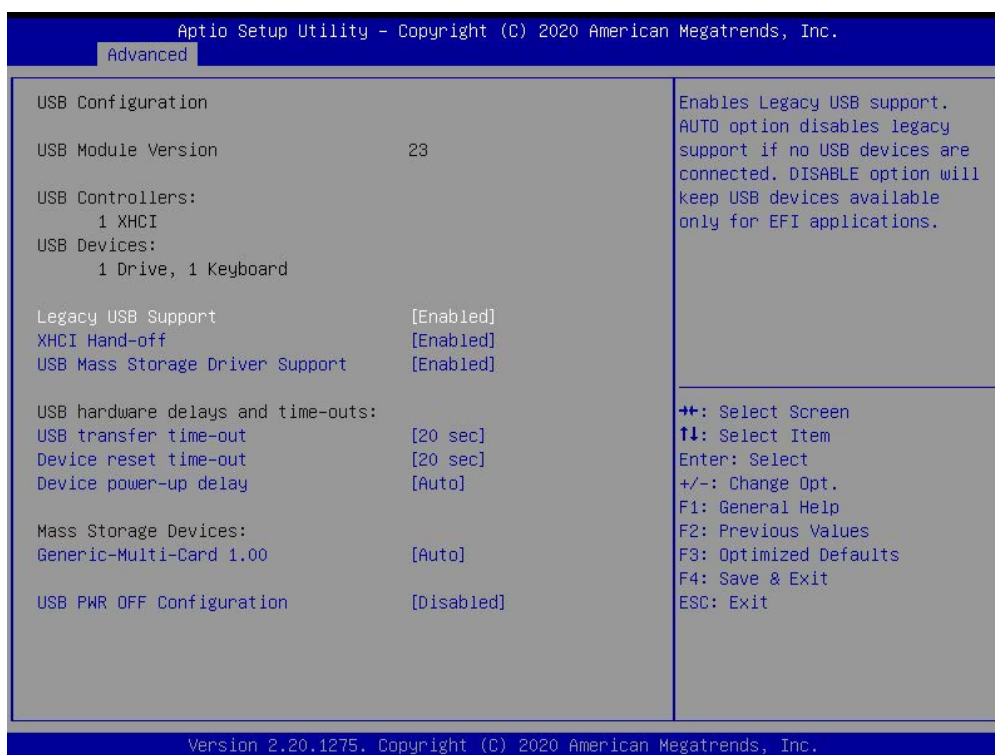 Aptio Setup Utility – Copyright (C) 2020 American Megatrends, Inc.
Advanced
USB Configuration
USB Module Version 23
USB Controllers:
1 XHCI
USB Devices:
1 Drive, 1 Keyboard
Legacy USB Support [Enabled]
XHCI Hand-off [Enabled]
USB Mass Storage Driver Support [Enabled]
USB hardware delays and time-outs:
USB transfer time-out [20 sec]
Device reset time-out [20 sec]
Device power-up delay [Auto]
Mass Storage Devices:
Generic-Multi-Card 1.00 [Auto]
USB PWR OFF Configuration [Disabled]
Enables Legacy USB support.
AUTO option disables legacy
support if no USB devices are
connected. DISABLE option will
keep USB devices available
only for EFI applications.
→←: Select Screen
↑↓: Select Item
Enter: Select
+/-: Change Opt.
F1: General Help
F2: Previous Values
F3: Optimized Defaults
F4: Save & Exit
ESC: Exit
Version 2.20.1275. Copyright (C) 2020 American Megatrends, Inc.